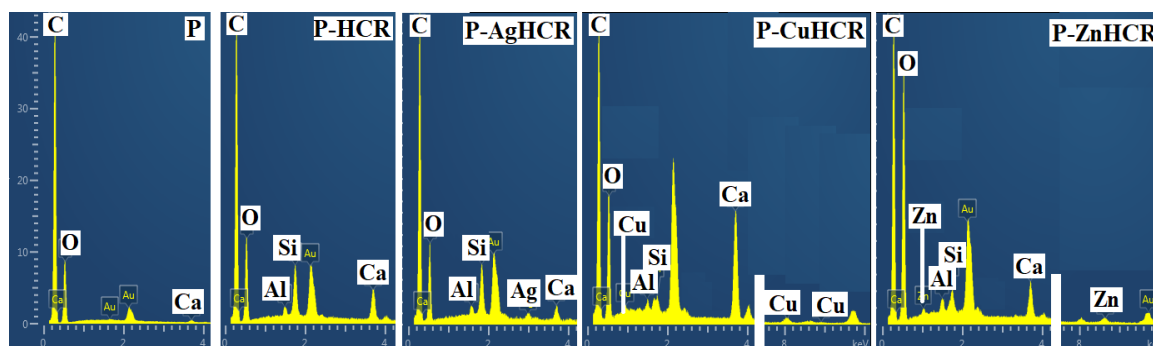 C P
C P-HCR
C P-AgHCR
C P-CuHCR
C P-ZnHCR
40
30
20
10
0
O
Ca
Au
Au
Ca
0 2 4
O
Si
Au
Al
Ca
Ca
0 2 4
O
Si
Au
Al
Ag
Ca
Ca
0 2 4
O
Cu
Si
Al
Ca
Ca
Cu
Cu
Cu
0 2 8 keV
O
Zn
Si
Au
Al
Ca
Ca
Zn
Zn
Au
0 2 4 8 keV